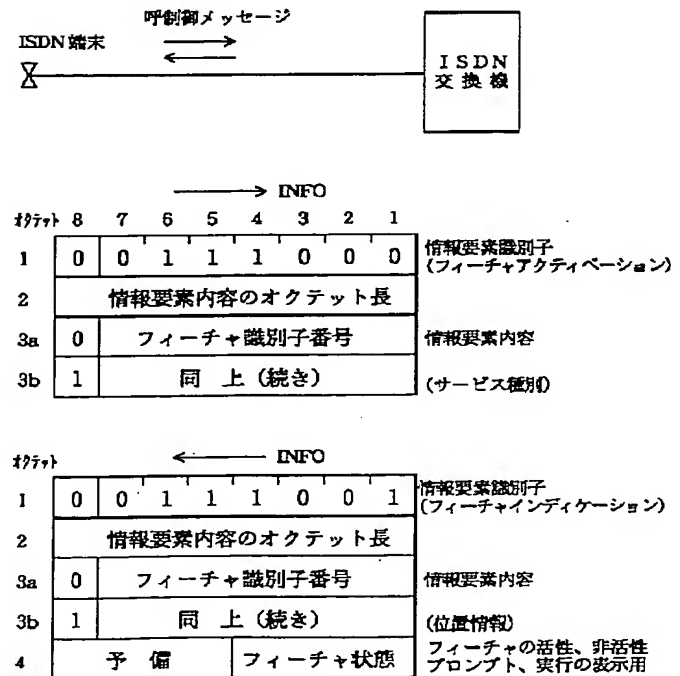 呼制御メッセージ
ISDN端末
ISDN
交換機
INFO
オクテット 8 7 6 5 4 3 2 1
1 0 0 1 1 1 0 0 0 情報要素識別子
(フィーチャアクティベーション)
2 情報要素内容のオクテット長
3a 0 フィーチャ識別子番号 情報要素内容
3b 1 同 上(続き) (サービス種別)
INFO
オクテット
1 0 0 1 1 1 0 0 1 情報要素識別子
(フィーチャインディケーション)
2 情報要素内容のオクテット長
3a 0 フィーチャ識別子番号 情報要素内容
3b 1 同 上(続き) (位置情報)
4 予 備 フィーチャ状態 フィーチャの活性、非活性
プロンプト、実行の表示用